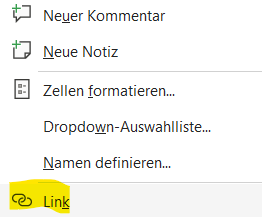 Neuer Kommentar
Neue Notiz
Zellen formatieren...
Dropdown-Auswahlliste...
Namen definieren...
Link